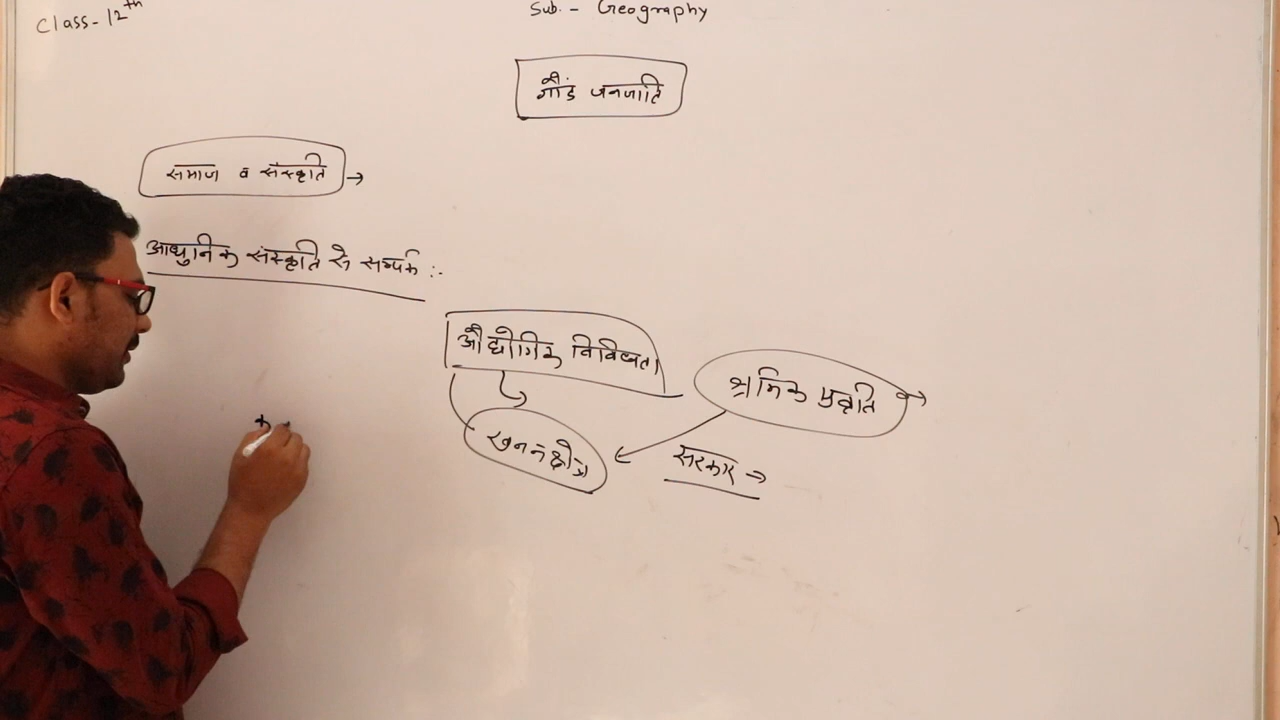 Class-12th
Sub.- Geography
गौंड जनजाति
समाज व संस्कृति →
आधुनिक संस्कृति से सम्पर्क :-
औद्योगिक विविधता
श्रमिक प्रवृति →
खनन क्षेत्र
सरकार →